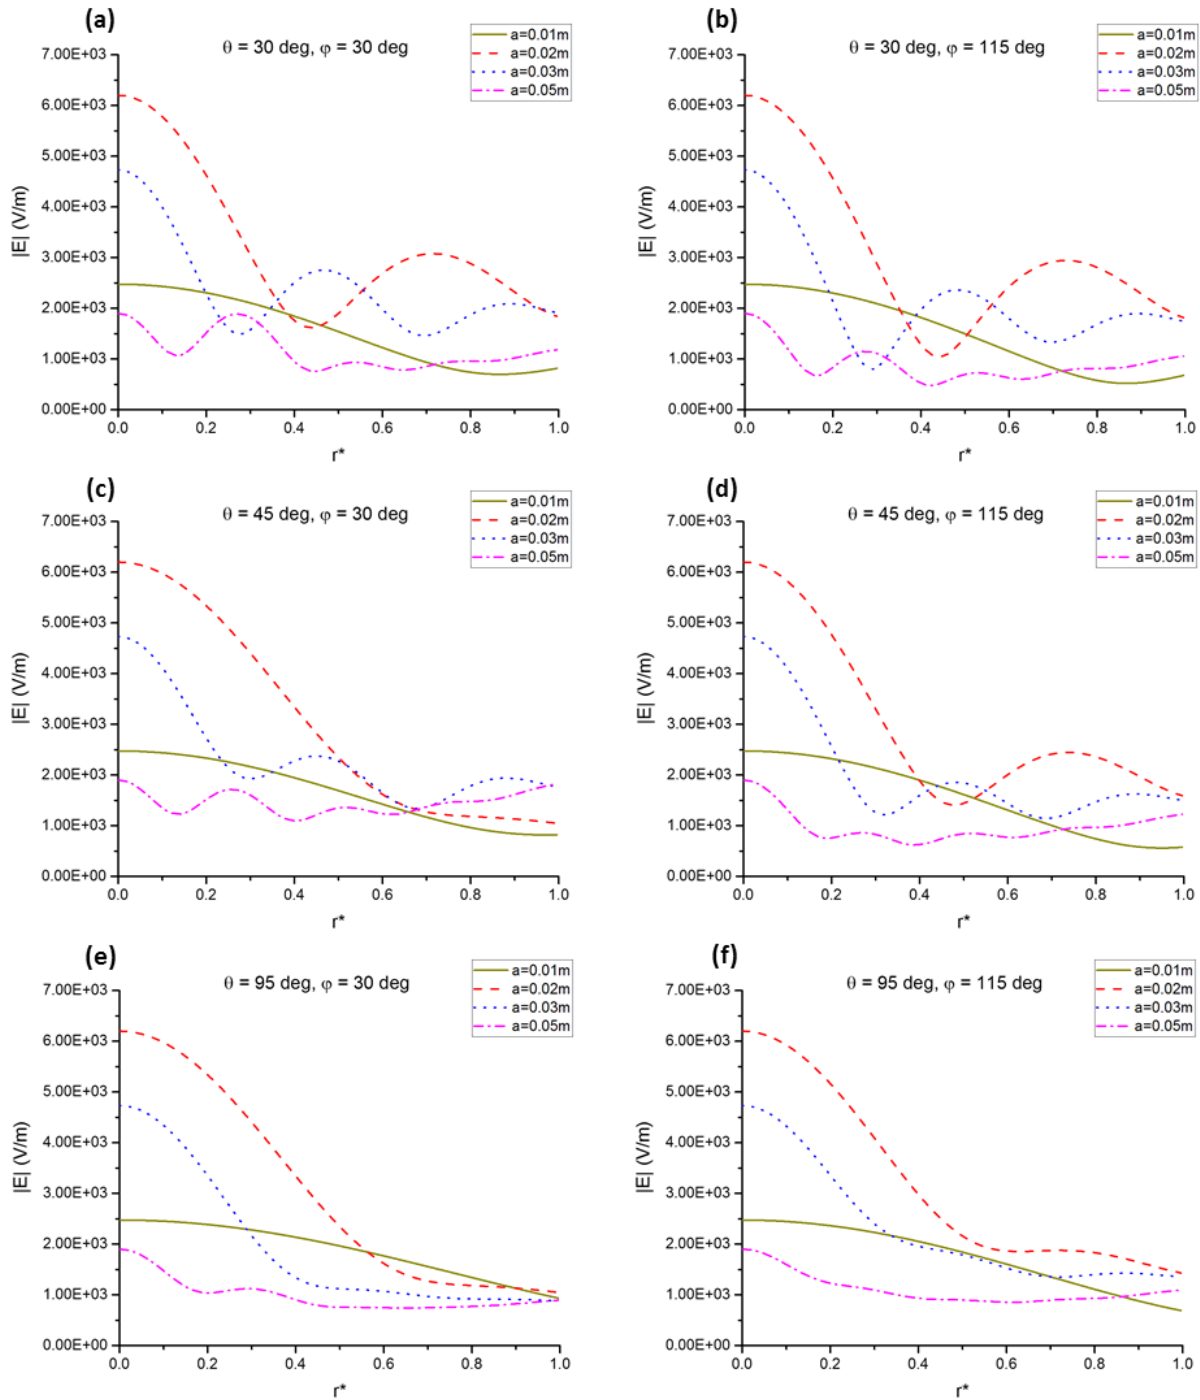 (a)
θ = 30 deg, φ = 30 deg
a=0.01m
a=0.02m
a=0.03m
a=0.05m
7.00E+03
6.00E+03
5.00E+03
4.00E+03
3.00E+03
2.00E+03
1.00E+03
0.00E+00
|E| (V/m)
0.0 0.2 0.4 0.6 0.8 1.0
r*
(b)
θ = 30 deg, φ = 115 deg
a=0.01m
a=0.02m
a=0.03m
a=0.05m
7.00E+03
6.00E+03
5.00E+03
4.00E+03
3.00E+03
2.00E+03
1.00E+03
0.00E+00
|E| (V/m)
0.0 0.2 0.4 0.6 0.8 1.0
r*
(c)
θ = 45 deg, φ = 30 deg
a=0.01m
a=0.02m
a=0.03m
a=0.05m
7.00E+03
6.00E+03
5.00E+03
4.00E+03
3.00E+03
2.00E+03
1.00E+03
0.00E+00
|E| (V/m)
0.0 0.2 0.4 0.6 0.8 1.0
r*
(d)
θ = 45 deg, φ = 115 deg
a=0.01m
a=0.02m
a=0.03m
a=0.05m
7.00E+03
6.00E+03
5.00E+03
4.00E+03
3.00E+03
2.00E+03
1.00E+03
0.00E+00
|E| (V/m)
0.0 0.2 0.4 0.6 0.8 1.0
r*
(e)
θ = 95 deg, φ = 30 deg
a=0.01m
a=0.02m
a=0.03m
a=0.05m
7.00E+03
6.00E+03
5.00E+03
4.00E+03
3.00E+03
2.00E+03
1.00E+03
0.00E+00
|E| (V/m)
0.0 0.2 0.4 0.6 0.8 1.0
r*
(f)
θ = 95 deg, φ = 115 deg
a=0.01m
a=0.02m
a=0.03m
a=0.05m
7.00E+03
6.00E+03
5.00E+03
4.00E+03
3.00E+03
2.00E+03
1.00E+03
0.00E+00
|E| (V/m)
0.0 0.2 0.4 0.6 0.8 1.0
r*